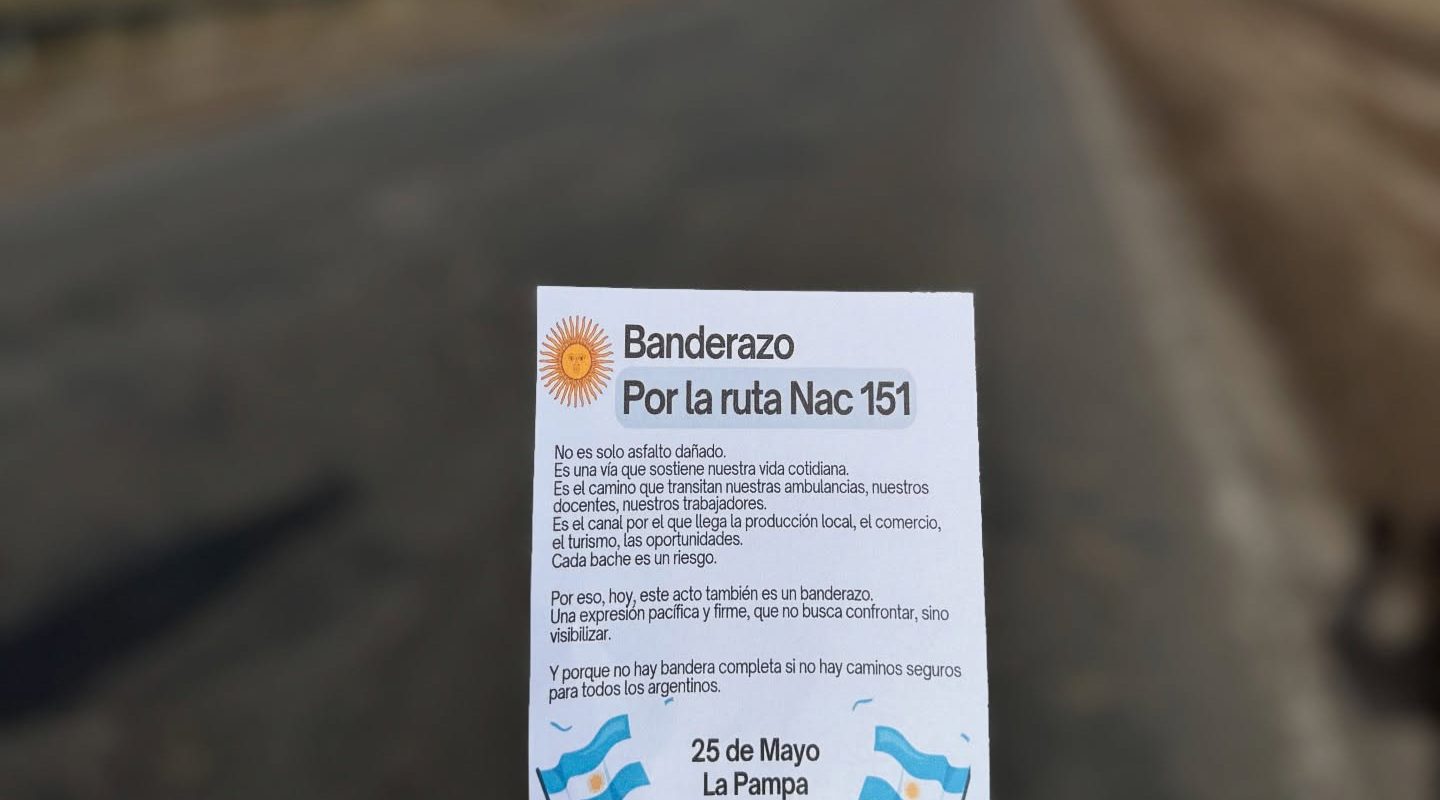 Banderazo
Por la ruta Nac 151
No es solo asfalto dañado.
Es una vía que sostiene nuestra vida cotidiana.
Es el camino que transitan nuestras ambulancias, nuestros
docentes, nuestros trabajadores.
Es el canal por el que llega la producción local, el comercio,
el turismo, las oportunidades.
Cada bache es un riesgo.
Por eso, hoy, este acto también es un banderazo.
Una expresión pacífica y firme, que no busca confrontar, sino
visibilizar.
Y porque no hay bandera completa si no hay caminos seguros
para todos los argentinos.
25 de Mayo
La Pampa